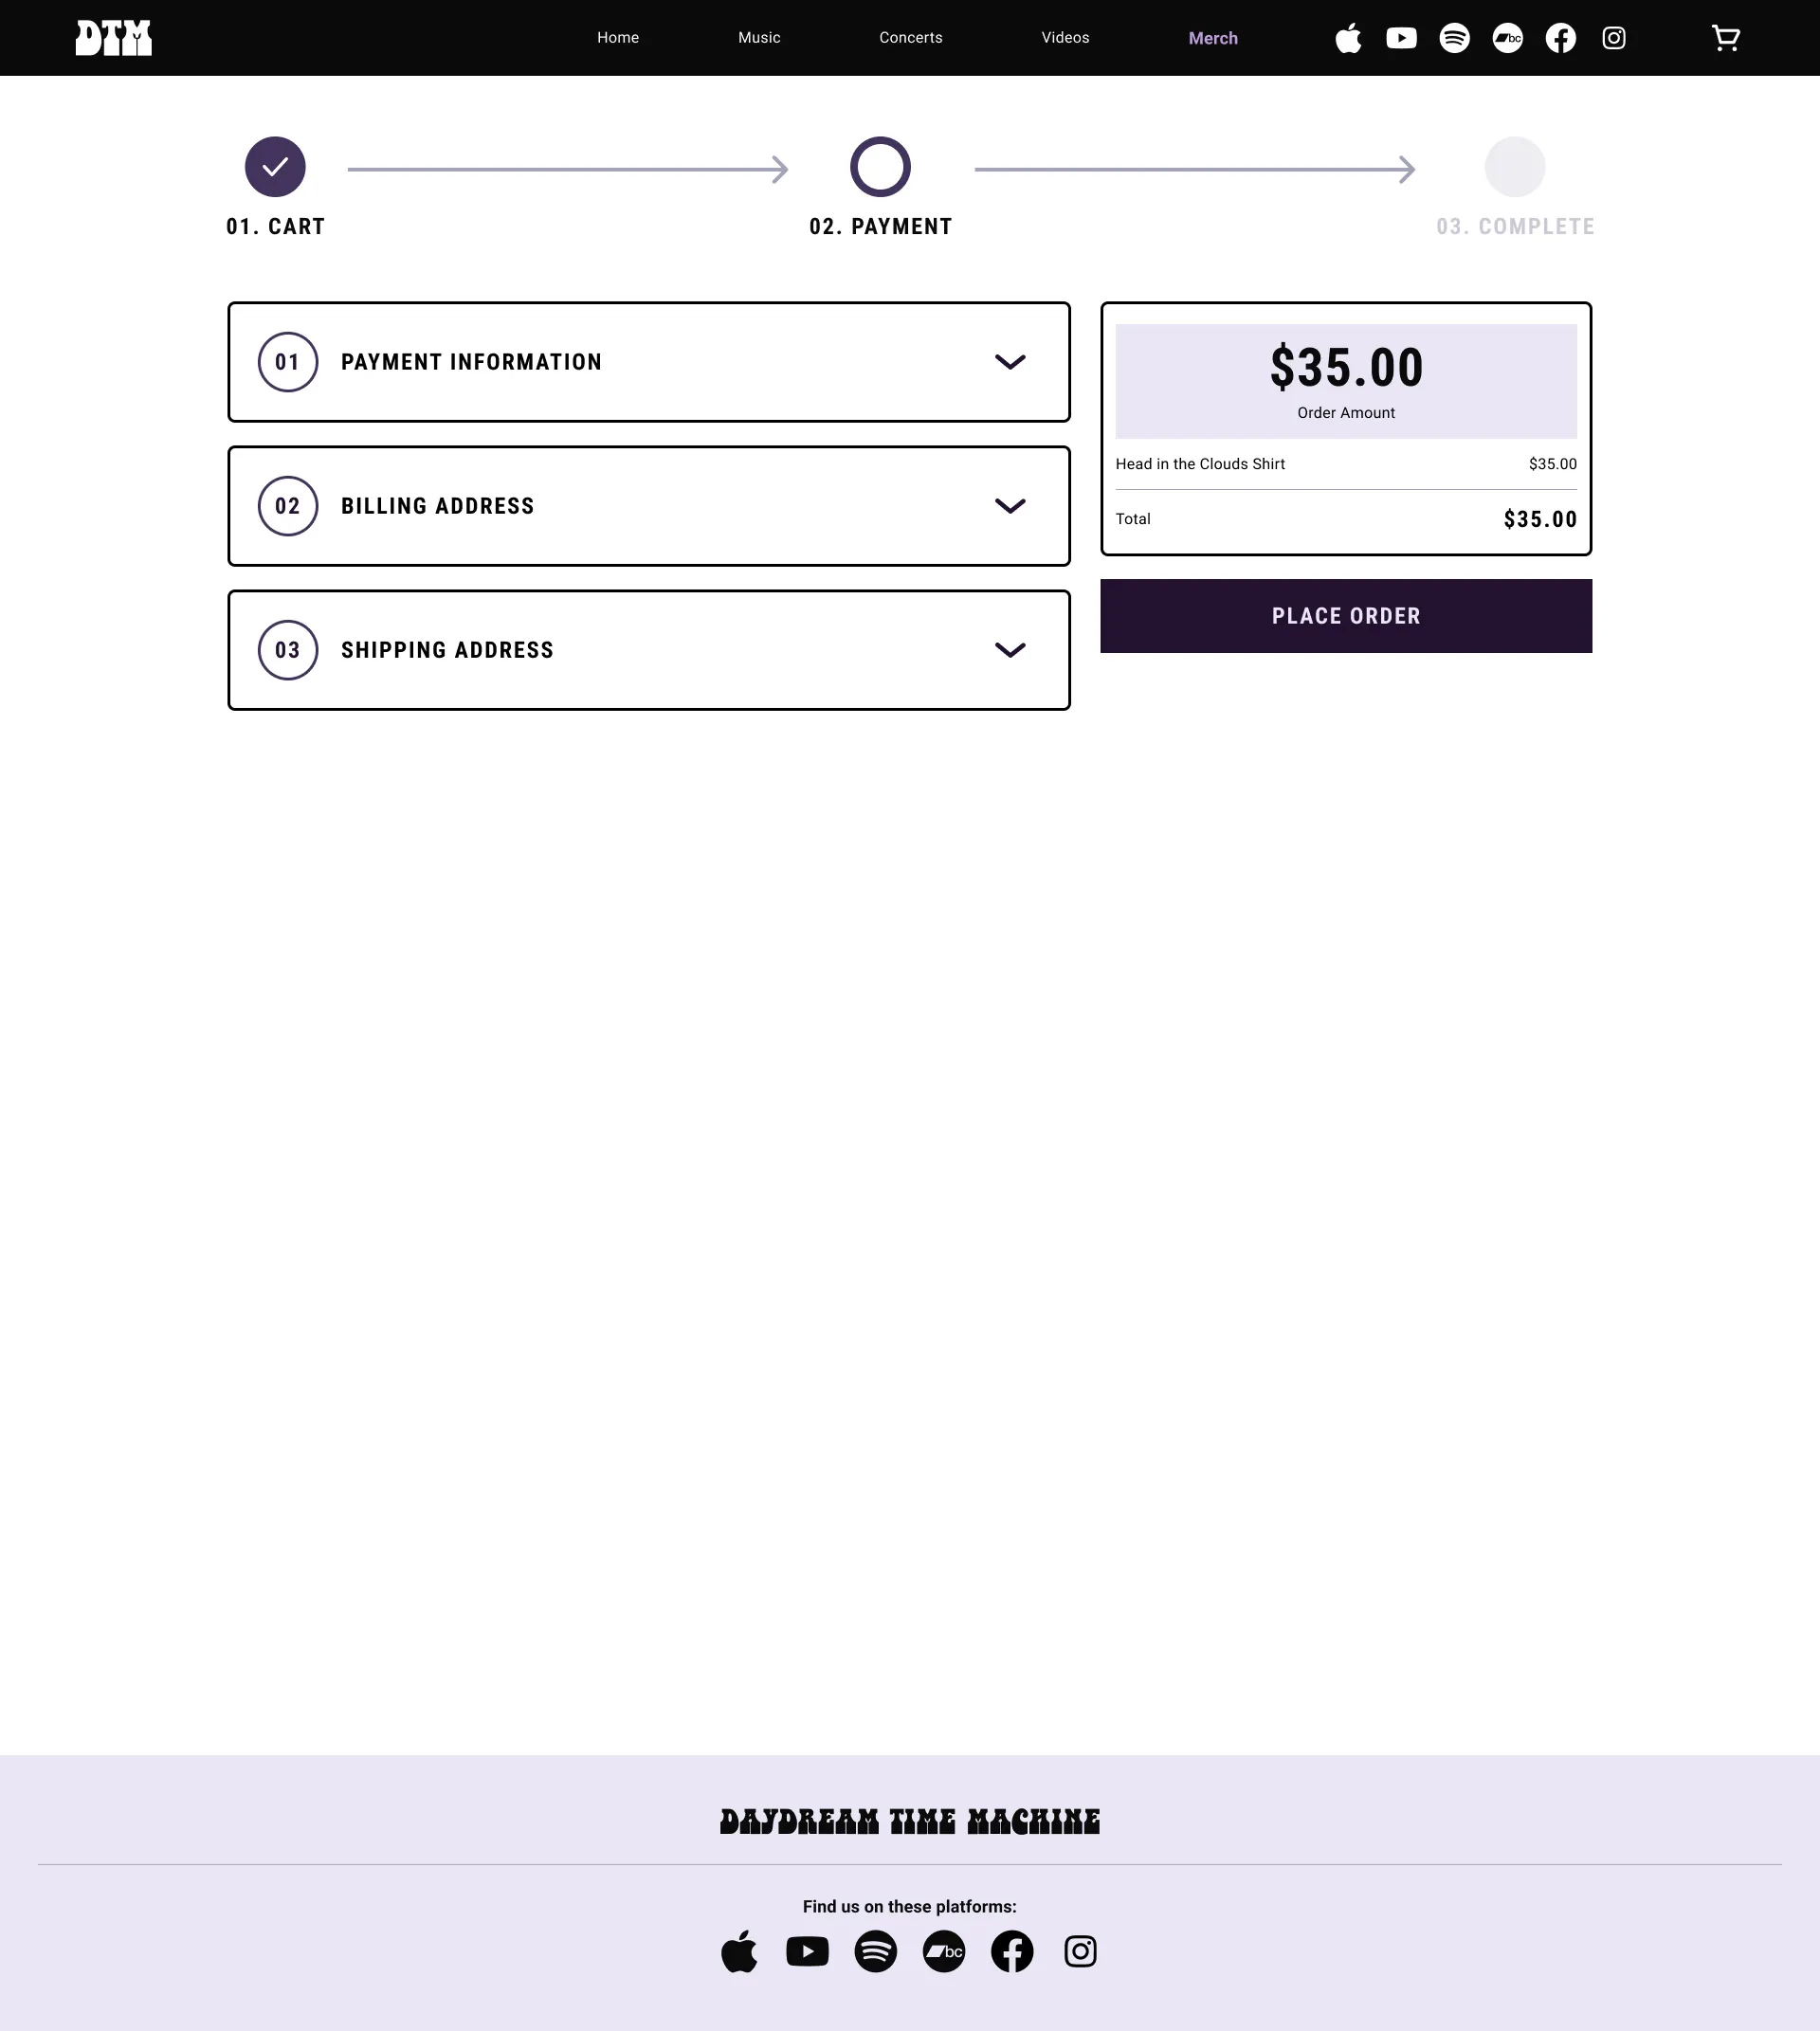 DTM
Home Music Concerts Videos Merch
bc
01. CART
02. PAYMENT
03. COMPLETE
01 PAYMENT INFORMATION
02 BILLING ADDRESS
03 SHIPPING ADDRESS
$35.00
Order Amount
Head in the Clouds Shirt $35.00
Total $35.00
PLACE ORDER
DAYDREAM TIME MACHINE
Find us on these platforms:
bc